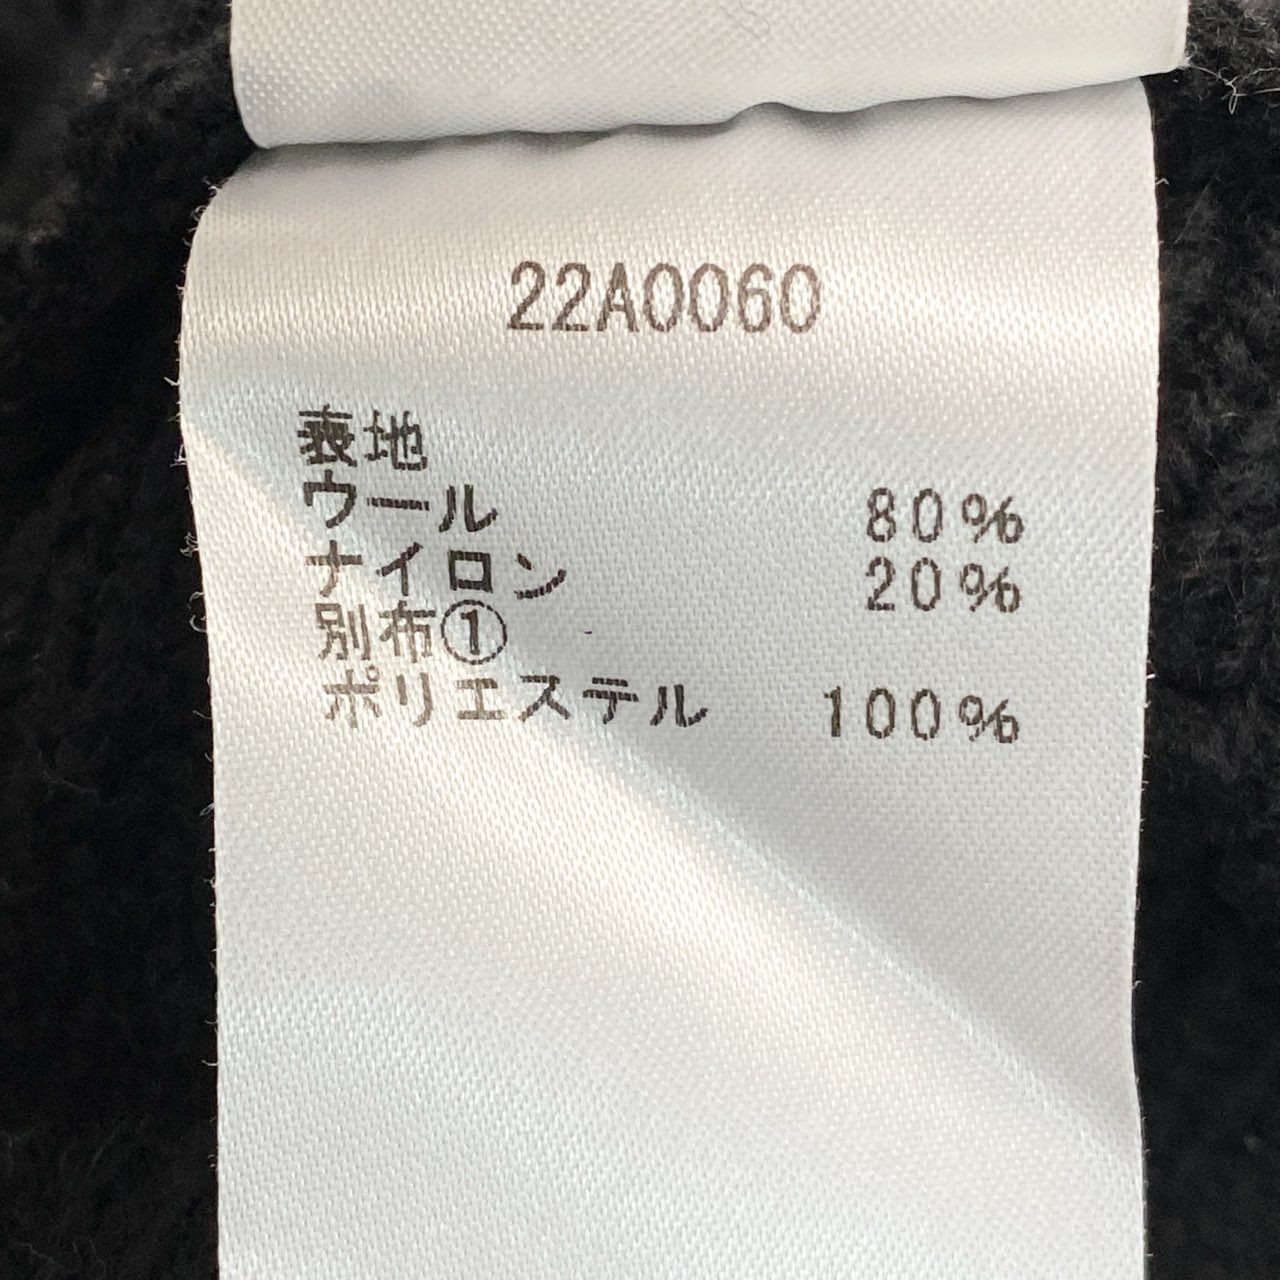 22A0060
表地
ウール 80%
ナイロン 20%
別布①
ポリエステル 100%